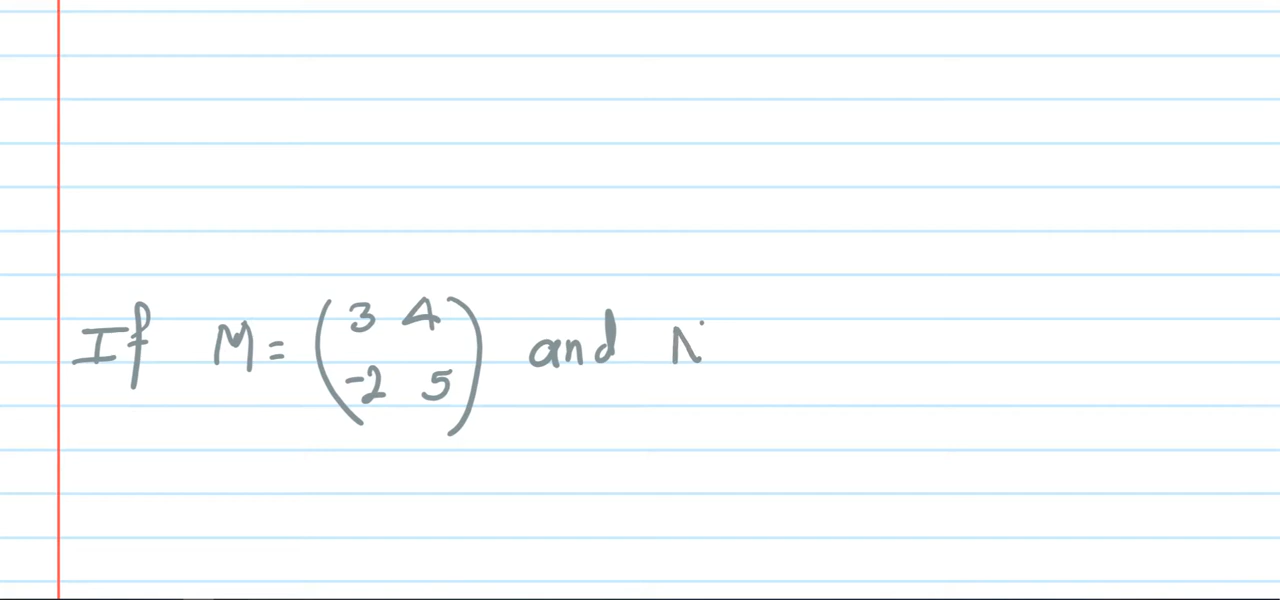 If M = (3 4) and
(-2 5)